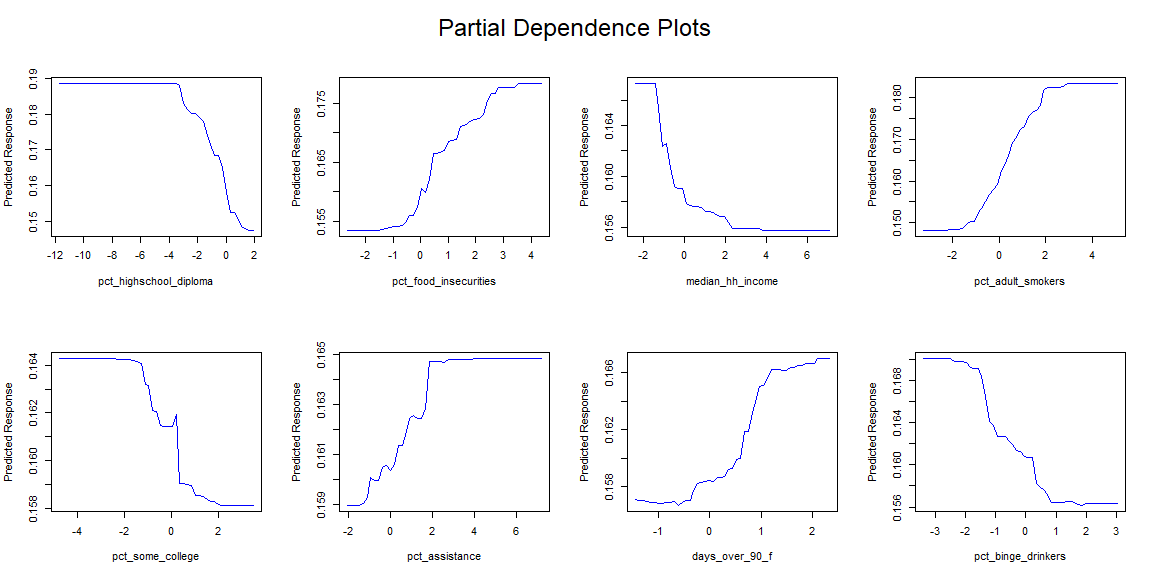 Partial Dependence Plots
Predicted Response
0.15 0.16 0.17 0.18 0.19
-12 -10 -8 -6 -4 -2 0 2
pct_highschool_diploma
Predicted Response
0.155 0.165 0.175
-2 -1 0 1 2 3 4
pct_food_insecurities
Predicted Response
0.156 0.160 0.164
-2 0 2 4 6
median_hh_income
Predicted Response
0.150 0.160 0.170 0.180
-2 0 2 4
pct_adult_smokers
Predicted Response
0.158 0.160 0.162 0.164
-4 -2 0 2
pct_some_college
Predicted Response
0.159 0.161 0.163 0.165
-2 0 2 4 6
pct_assistance
Predicted Response
0.158 0.162 0.166
-1 0 1 2
days_over_90_f
Predicted Response
0.156 0.160 0.164 0.168
-3 -2 -1 0 1 2 3
pct_binge_drinkers